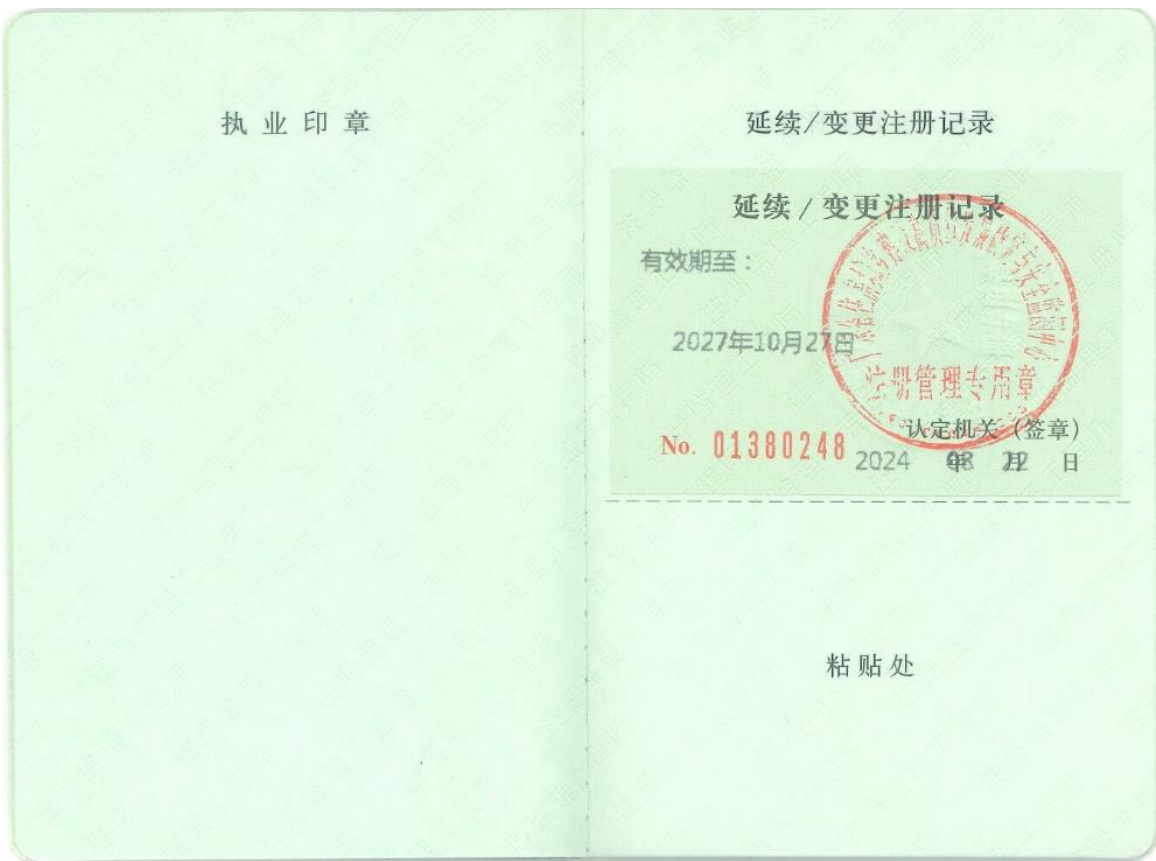 执业印章
延续/变更注册记录
延续/变更注册记录
有效期至：
2027年10月27日
注册管理专用章
认定机关（签章）
No. 01380248
2024 年 08 月 22 日
粘贴处